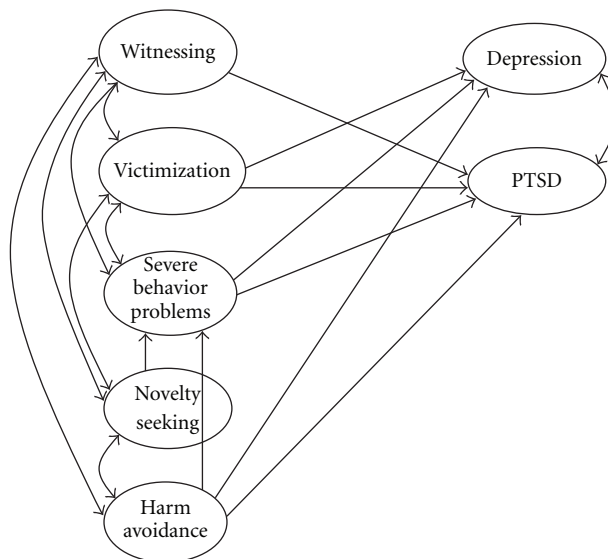 Witnessing
Depression
Victimization
PTSD
Severe
behavior
problems
Novelty
seeking
Harm
avoidance